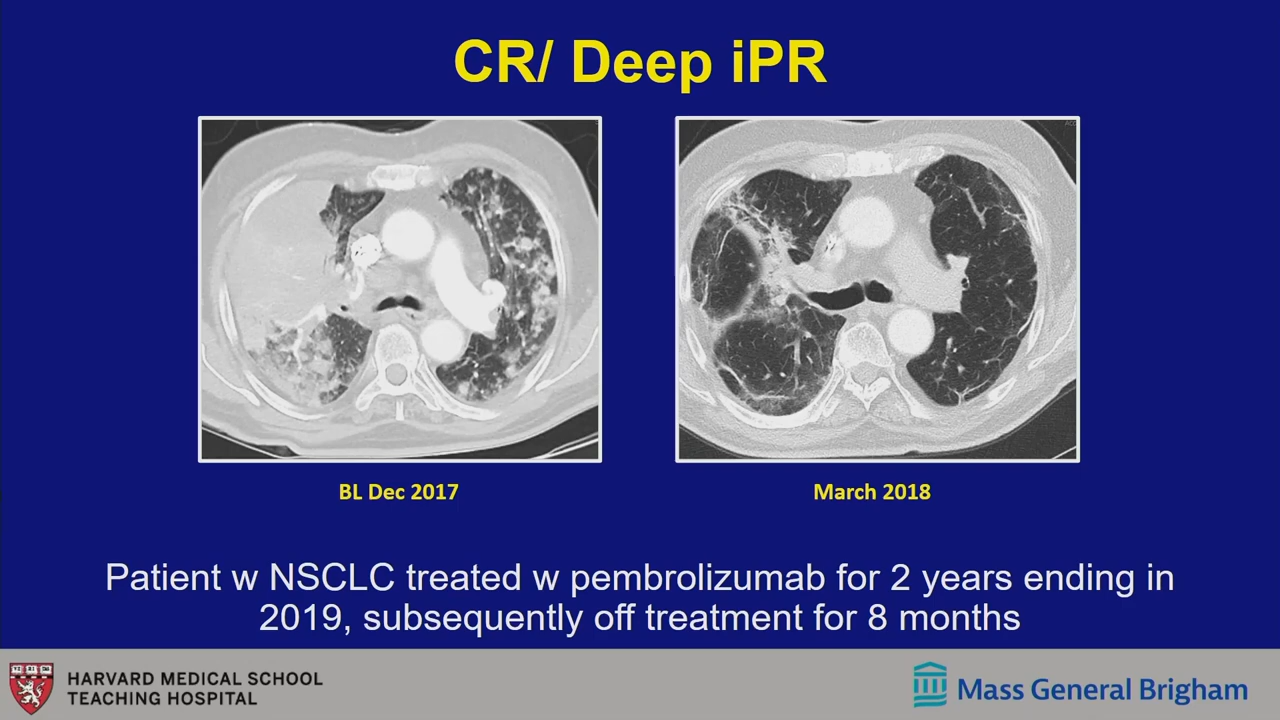 CR/ Deep iPR
BL Dec 2017
March 2018
Patient w NSCLC treated w pembrolizumab for 2 years ending in
2019, subsequently off treatment for 8 months
HARVARD MEDICAL SCHOOL
TEACHING HOSPITAL
Mass General Brigham